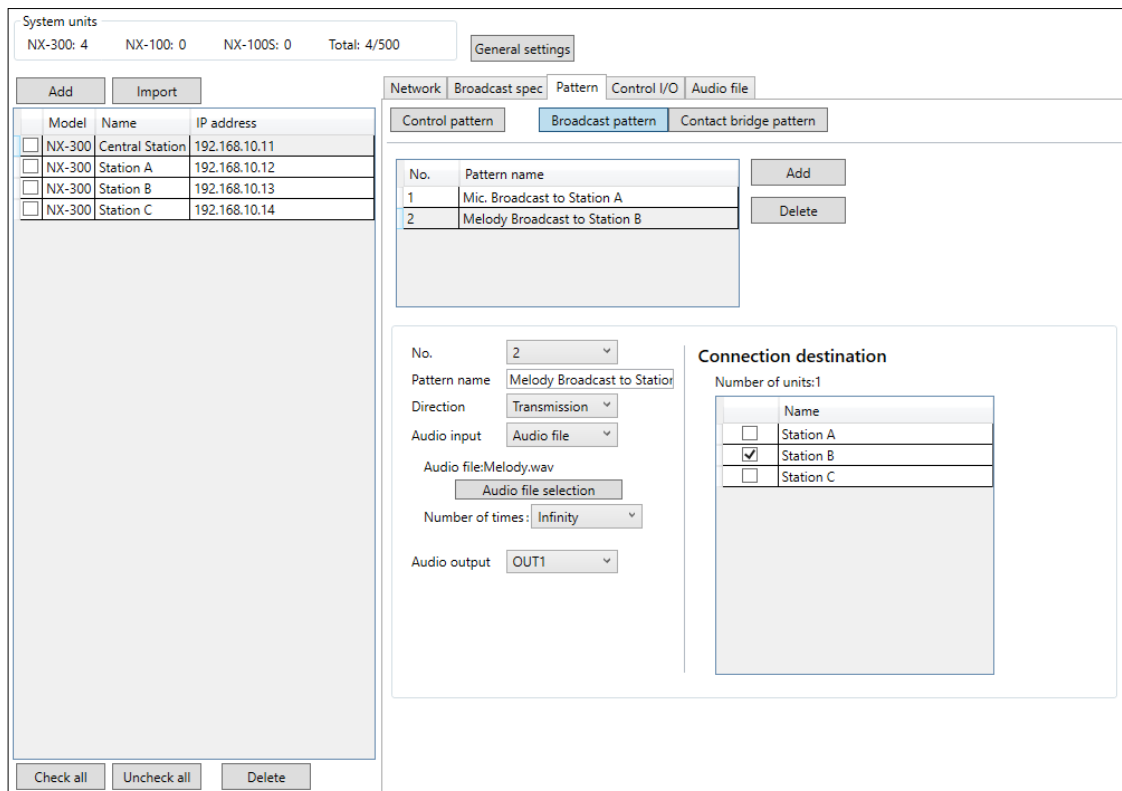 System units
NX-300: 4 NX-100: 0 NX-100S: 0 Total: 4/500
General settings
Add Import
Model Name IP address
NX-300 Central Station 192.168.10.11
NX-300 Station A 192.168.10.12
NX-300 Station B 192.168.10.13
NX-300 Station C 192.168.10.14
Check all Uncheck all Delete
Network Broadcast spec Pattern Control I/O Audio file
Control pattern Broadcast pattern Contact bridge pattern
No. Pattern name
1 Mic. Broadcast to Station A
2 Melody Broadcast to Station B
Add
Delete
No. 2
Pattern name Melody Broadcast to Station
Direction Transmission
Audio input Audio file
Audio file:Melody.wav
Audio file selection
Number of times: Infinity
Audio output OUT1
Connection destination
Number of units:1
Name
Station A
Station B
Station C